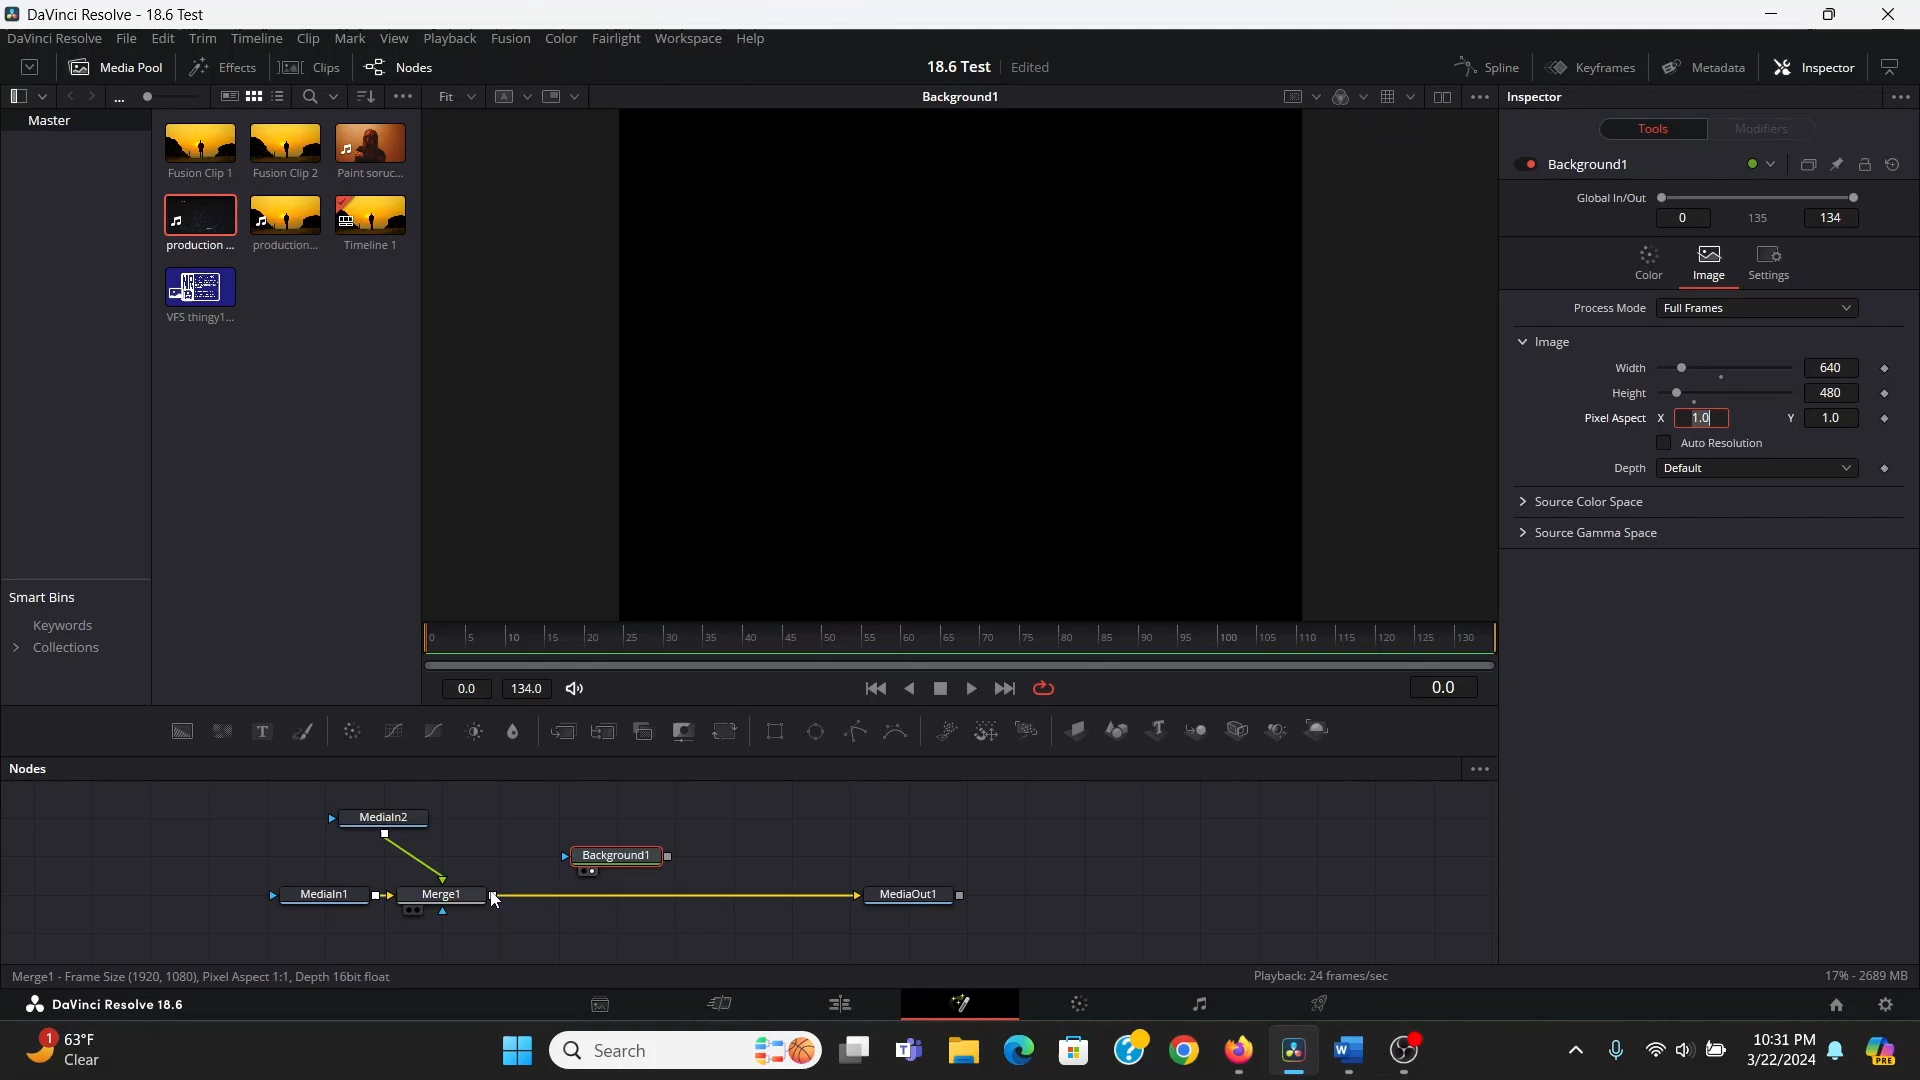 DaVinci Resolve - 18.6 Test
DaVinci Resolve File Edit Trim Timeline Clip Mark View Playback Fusion Color Fairlight Workspace Help
Media Pool Effects Clips Nodes 18.6 Test Edited Spline Keyframes Metadata Inspector
... Fit A Background1 Inspector
Master
Fusion Clip 1 Fusion Clip 2 Paint soruc...
production ... production... Timeline 1
VFS thingy1...
Smart Bins
Keywords
Collections
Tools Modifiers
Background1
Global In/Out
0 135 134
Color Image Settings
Process Mode Full Frames
Image
Width 640
Height 480
Pixel Aspect X 1.0 Y 1.0
Auto Resolution
Depth Default
Source Color Space
Source Gamma Space
0 5 10 15 20 25 30 35 40 45 50 55 60 65 70 75 80 85 90 95 100 105 110 115 120 125 130
0.0 134.0 0.0
T T
Nodes
MediaIn2
Background1
MediaIn1 Merge1 MediaOut1
Merge1 - Frame Size (1920, 1080), Pixel Aspect 1:1, Depth 16bit float Playback: 24 frames/sec 17% - 2689 MB
DaVinci Resolve 18.6
1 63°F
Clear
Search
10:31 PM
3/22/2024
PRE